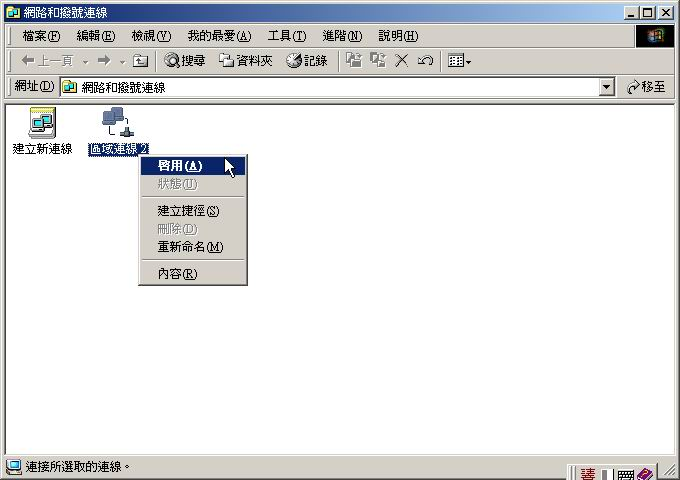 網路和撥號連線
檔案(F) 編輯(E) 檢視(V) 我的最愛(A) 工具(T) 進階(N) 說明(H)
上一頁 搜尋 資料夾 記錄
網址(D) 網路和撥號連線 移至
建立新連線 區域連線 2
啓用(A)
狀態(U)
建立捷徑(S)
刪除(D)
重新命名(M)
內容(R)
連接所選取的連線。